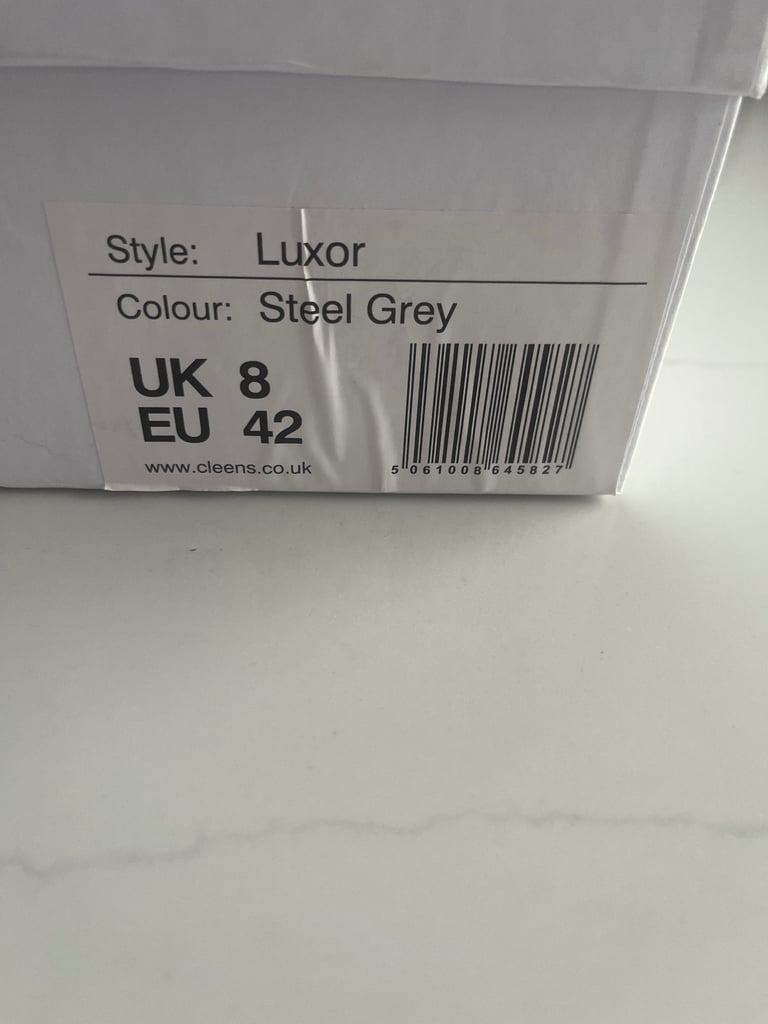 Style: Luxor
Colour: Steel Grey
UK 8
EU 42
www.cleens.co.uk
5 061008 645827